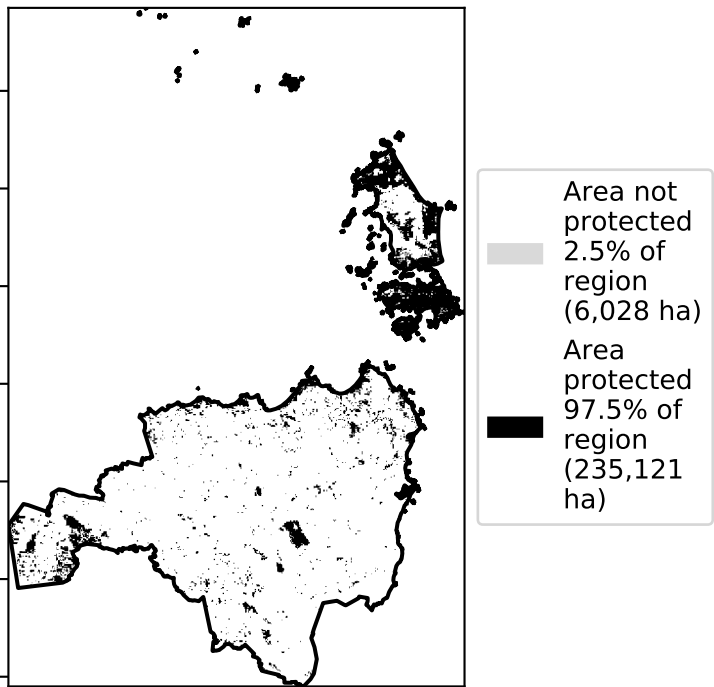 Area not
protected
2.5% of
region
(6,028 ha)
Area
protected
97.5% of
region
(235,121
ha)